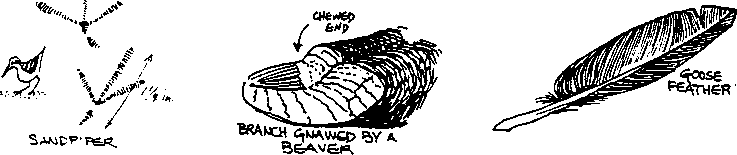 CHEWED
END
GOOSE
FEATHER
SANDPIPER
BRANCH GNAWED BY A
BEAVER